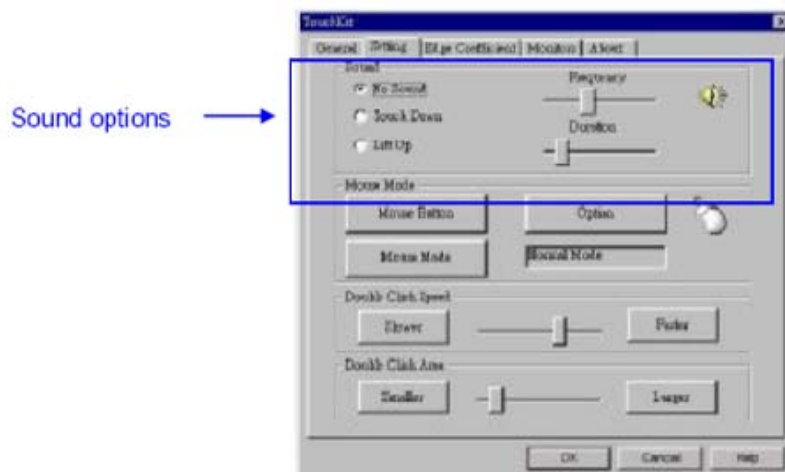 TouchKit
General Setting Edge Coefficient Monitors About
Sound
No Sound
Touch Down
Lift Up
Frequency
Duration
Sound options
Mouse Mode
Mouse Button
Option
Mouse Mode
Normal Mode
Double Click Speed
Slower
Faster
Double Click Area
Smaller
Larger
OK Cancel Help